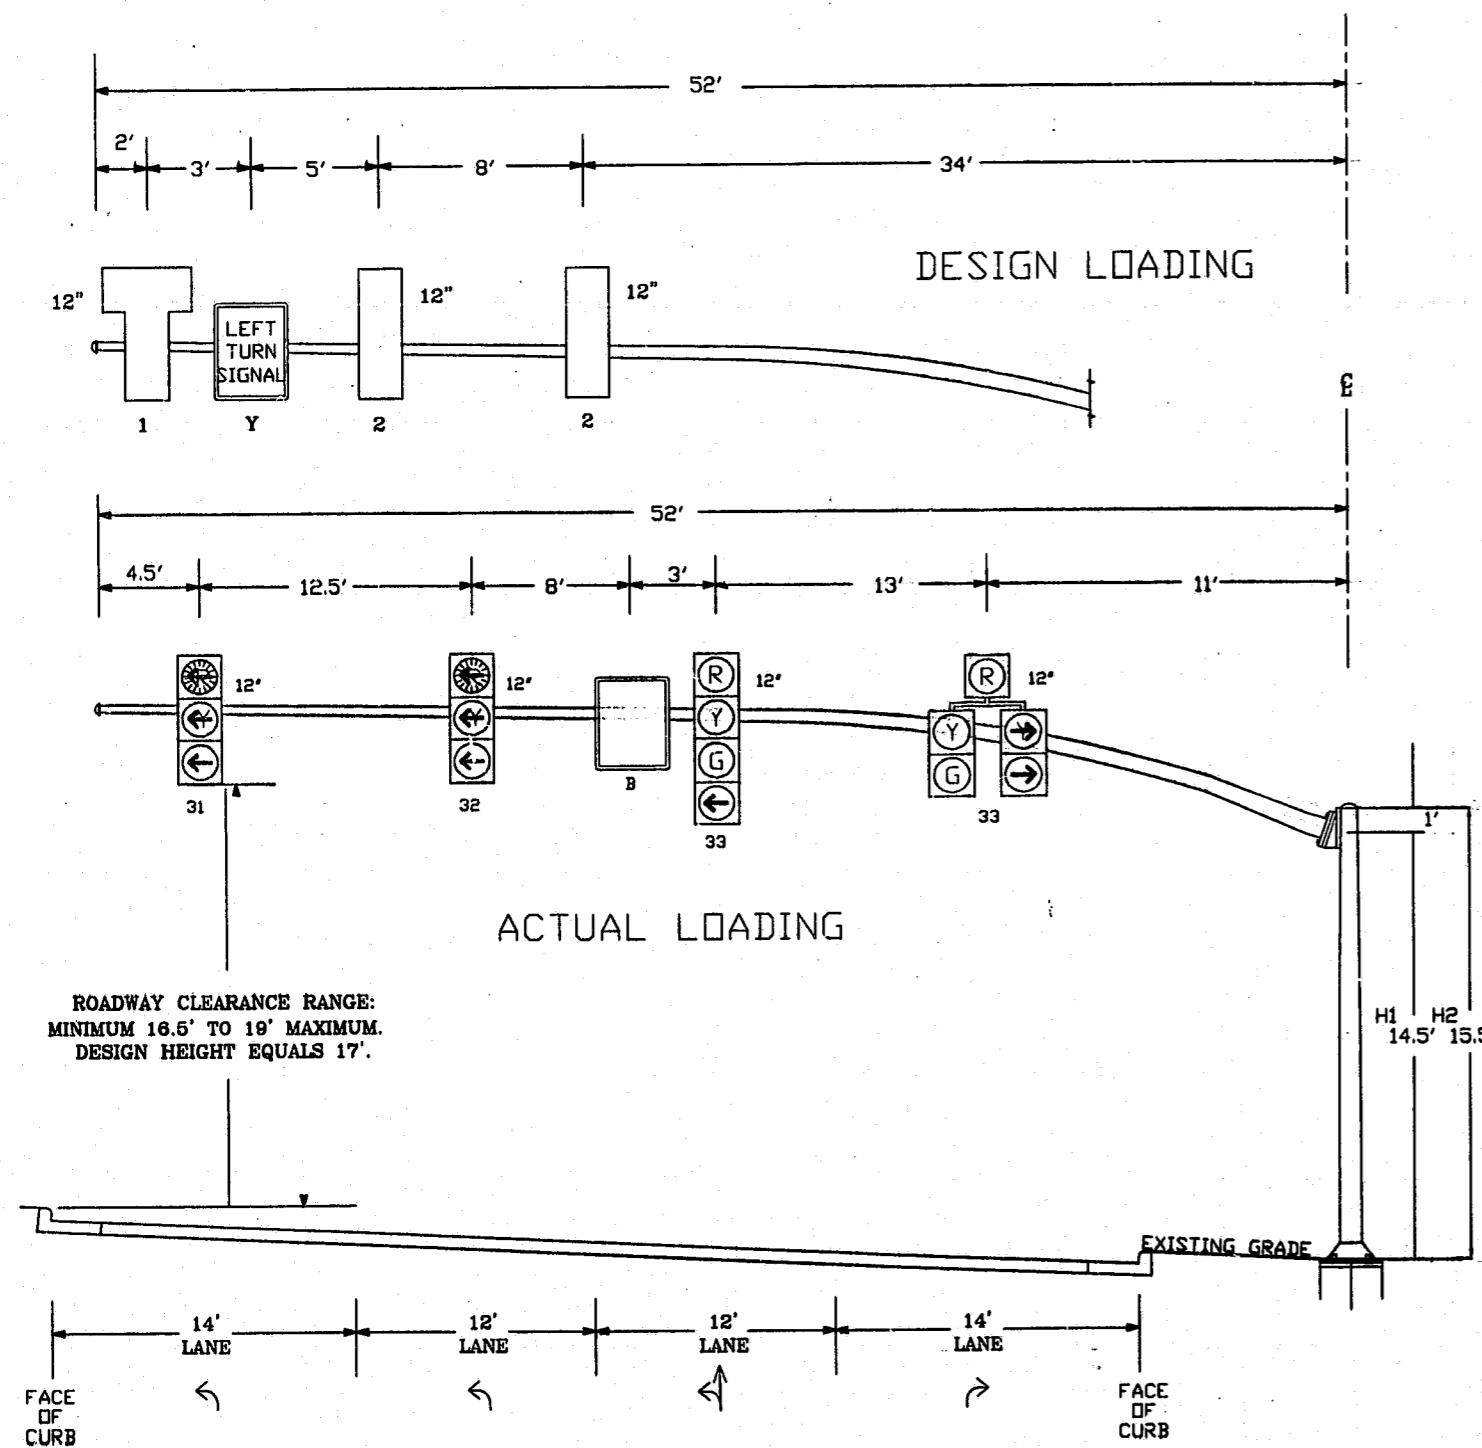 52'
2'
3'
5'
8'
34'
DESIGN LOADING
12"
12"
12"
LEFT
TURN
SIGNAL
1
Y
2
2
℄
52'
4.5'
12.5'
8'
3'
13'
11'
R
R
12"
12"
12"
12"
Y
Y
G
G
31
32
B
33
33
1'
ACTUAL LOADING
ROADWAY CLEARANCE RANGE:
MINIMUM 16.5' TO 19' MAXIMUM.
DESIGN HEIGHT EQUALS 17'.
H1 H2
14.5' 15.5
EXISTING GRADE
14'
LANE
12'
LANE
12'
LANE
14'
LANE
FACE
OF
CURB
FACE
OF
CURB